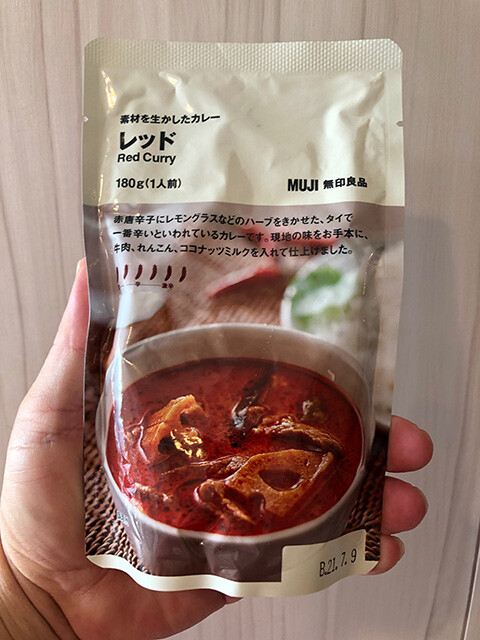 素材を生かしたカレー
レッド
Red Curry
180g(1人前)
MUJI 無印良品
赤唐辛子にレモングラスなどのハーブをきかせた、タイで
一番辛いといわれているカレーです。現地の味をお手本に、
牛肉、れんこん、ココナッツミルクを入れて仕上げました。
辛 激辛
B.21.7.9